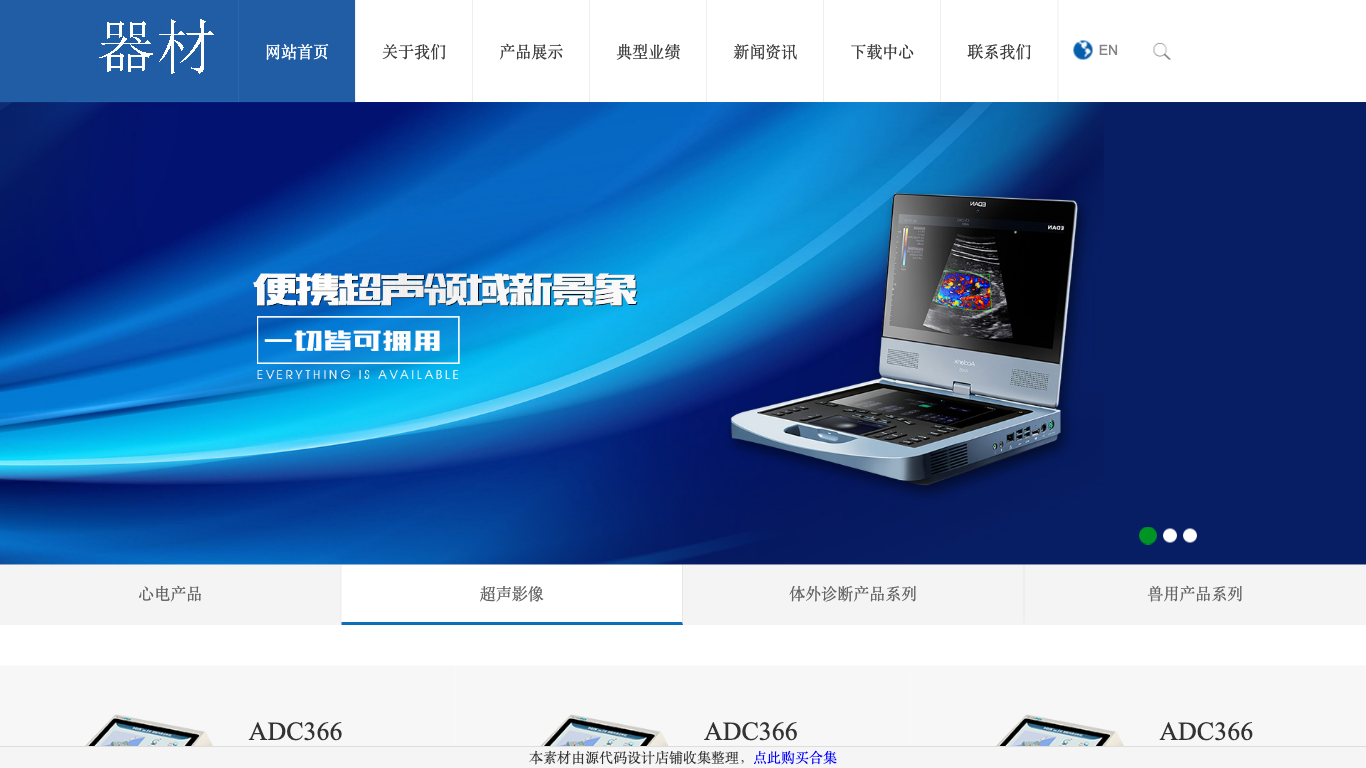 器材
网站首页
关于我们
产品展示
典型业绩
新闻资讯
下载中心
联系我们
EN
便携超声领域新景象
一切皆可拥用
EVERYTHING IS AVAILABLE
EDAN
EDAN
心电产品
超声影像
体外诊断产品系列
兽用产品系列
ADC366
ADC366
ADC366
本素材由源代码设计店铺收集整理，点此购买合集